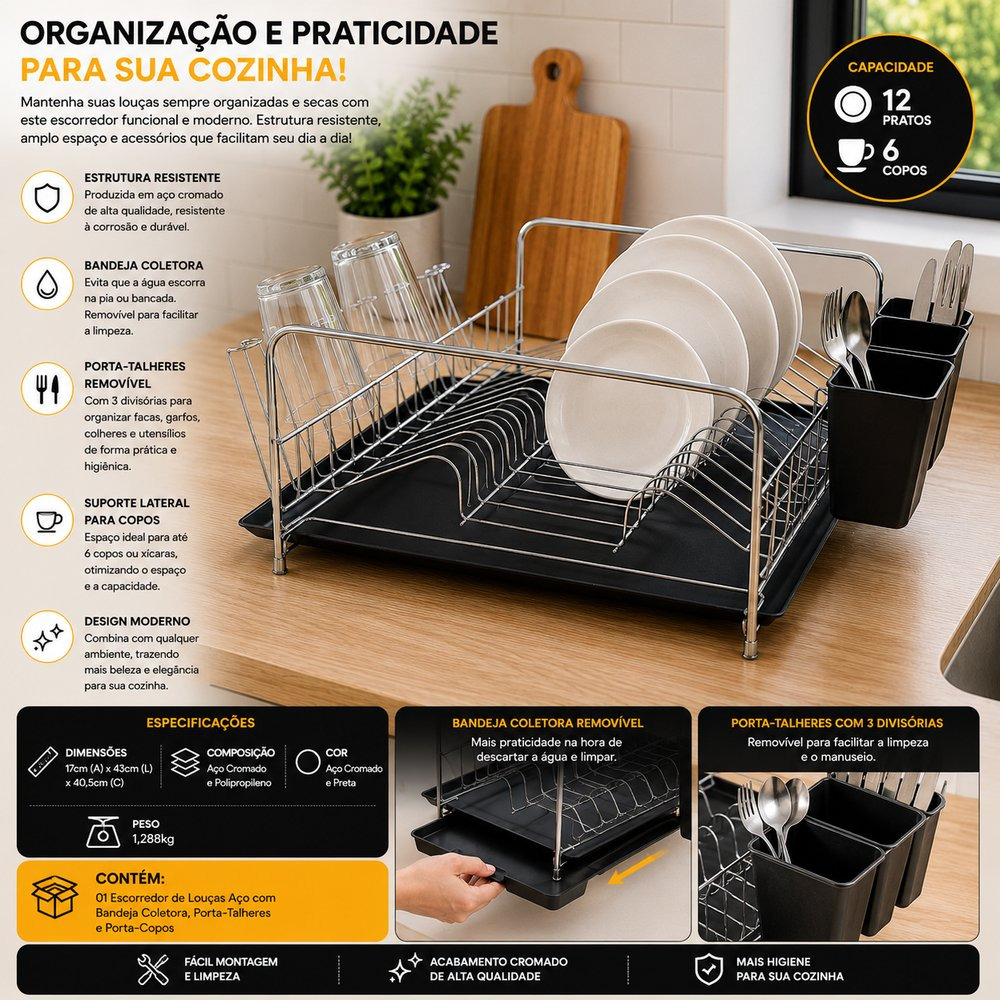 ORGANIZAÇÃO E PRATICIDADE
PARA SUA COZINHA!
Mantenha suas louças sempre organizadas e secas com
este escorredor funcional e moderno. Estrutura resistente,
amplo espaço e acessórios que facilitam seu dia a dia!
CAPACIDADE
12
PRATOS
6
COPOS
ESTRUTURA RESISTENTE
Produzida em aço cromado
de alta qualidade, resistente
à corrosão e durável.
BANDEJA COLETORA
Evita que a água escorra
na pia ou bancada.
Removível para facilitar
a limpeza.
PORTA-TALHERES
REMOVÍVEL
Com 3 divisórias para
organizar facas, garfos,
colheres e utensílios
de forma prática e
higiênica.
SUPORTE LATERAL
PARA COPOS
Espaço ideal para até
6 copos ou xícaras,
otimizando o espaço
e a capacidade.
DESIGN MODERNO
Combina com qualquer
ambiente, trazendo
mais beleza e elegância
para sua cozinha.
ESPECIFICAÇÕES
DIMENSÕES
17cm (A) x 43cm (L)
x 40,5cm (C)
COMPOSIÇÃO
Aço Cromado
e Polipropileno
COR
Aço Cromado
e Preta
PESO
1,288kg
CONTÉM:
01 Escorredor de Louças Aço com
Bandeja Coletora, Porta-Talheres
e Porta-Copos
BANDEJA COLETORA REMOVÍVEL
Mais praticidade na hora de
descartar a água e limpar.
PORTA-TALHERES COM 3 DIVISÓRIAS
Removível para facilitar a limpeza
e o manuseio.
FÁCIL MONTAGEM
E LIMPEZA
ACABAMENTO CROMADO
DE ALTA QUALIDADE
MAIS HIGIENE
PARA SUA COZINHA